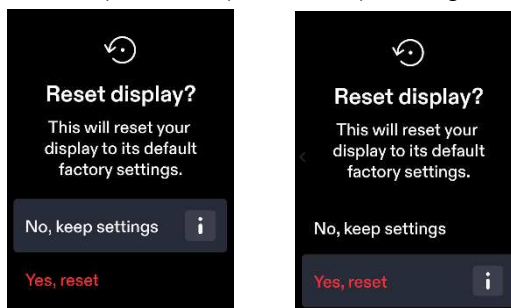 Reset display?
This will reset your
display to its default
factory settings.
No, keep settings i
Yes, reset
Reset display?
This will reset your
display to its default
factory settings.
No, keep settings
Yes, reset i